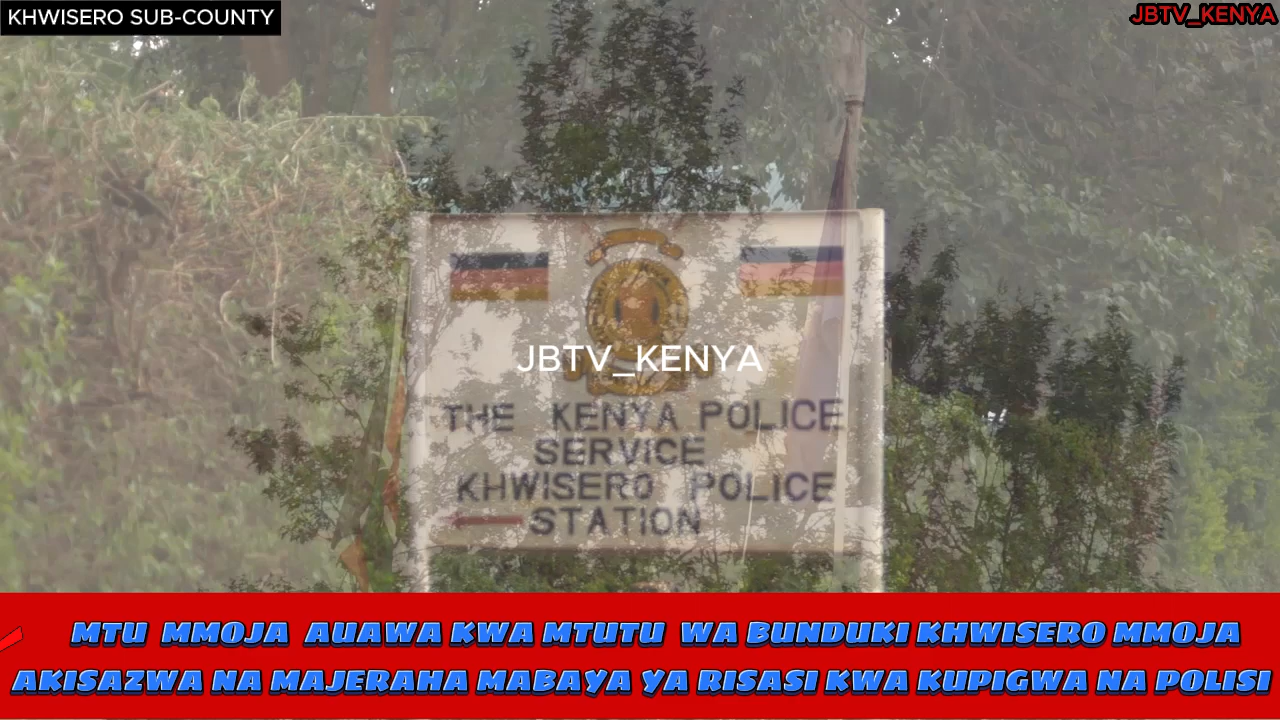 KHWISERO SUB-COUNTY
JBTV_KENYA
JBTV_KENYA
THE KENYA POLICE
SERVICE
KHWISERO POLICE
STATION
MTU MMOJA AUAWA KWA MTUTU WA BUNDUKI KHWISERO MMOJA
AKISAZWA NA MAJERAHA MABAYA YA RISASI KWA KUPIGWA NA POLISI